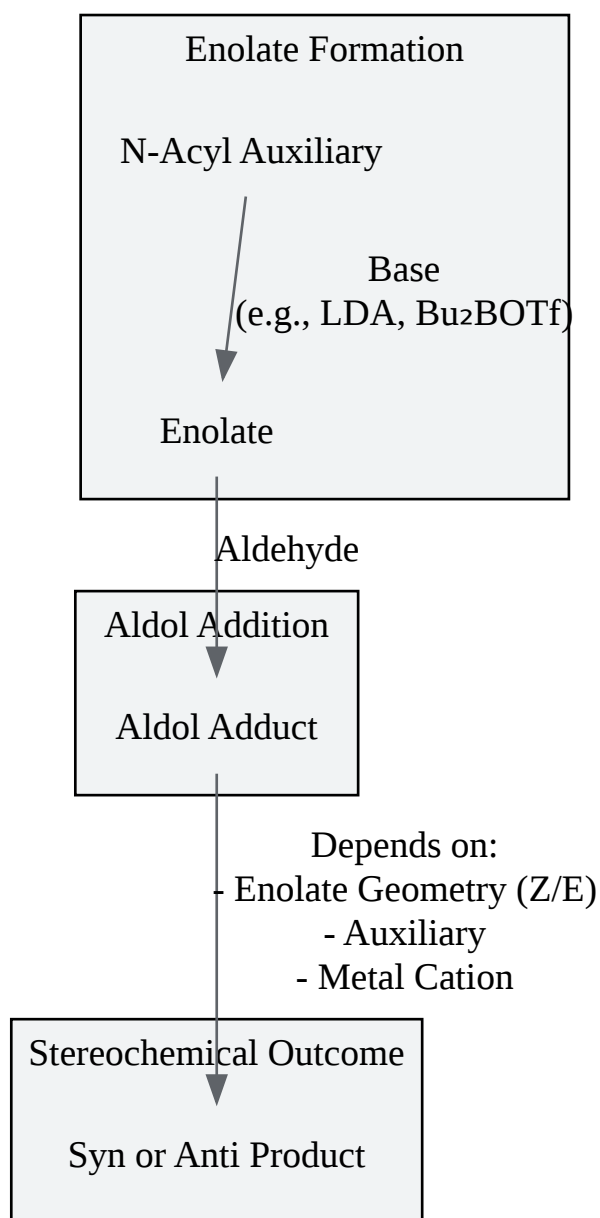 Enolate Formation
N-Acyl Auxiliary
Base
(e.g., LDA, Bu₂BOTf)
Enolate
Aldehyde
Aldol Addition
Aldol Adduct
Depends on:
- Enolate Geometry (Z/E)
- Auxiliary
- Metal Cation
Stereochemical Outcome
Syn or Anti Product